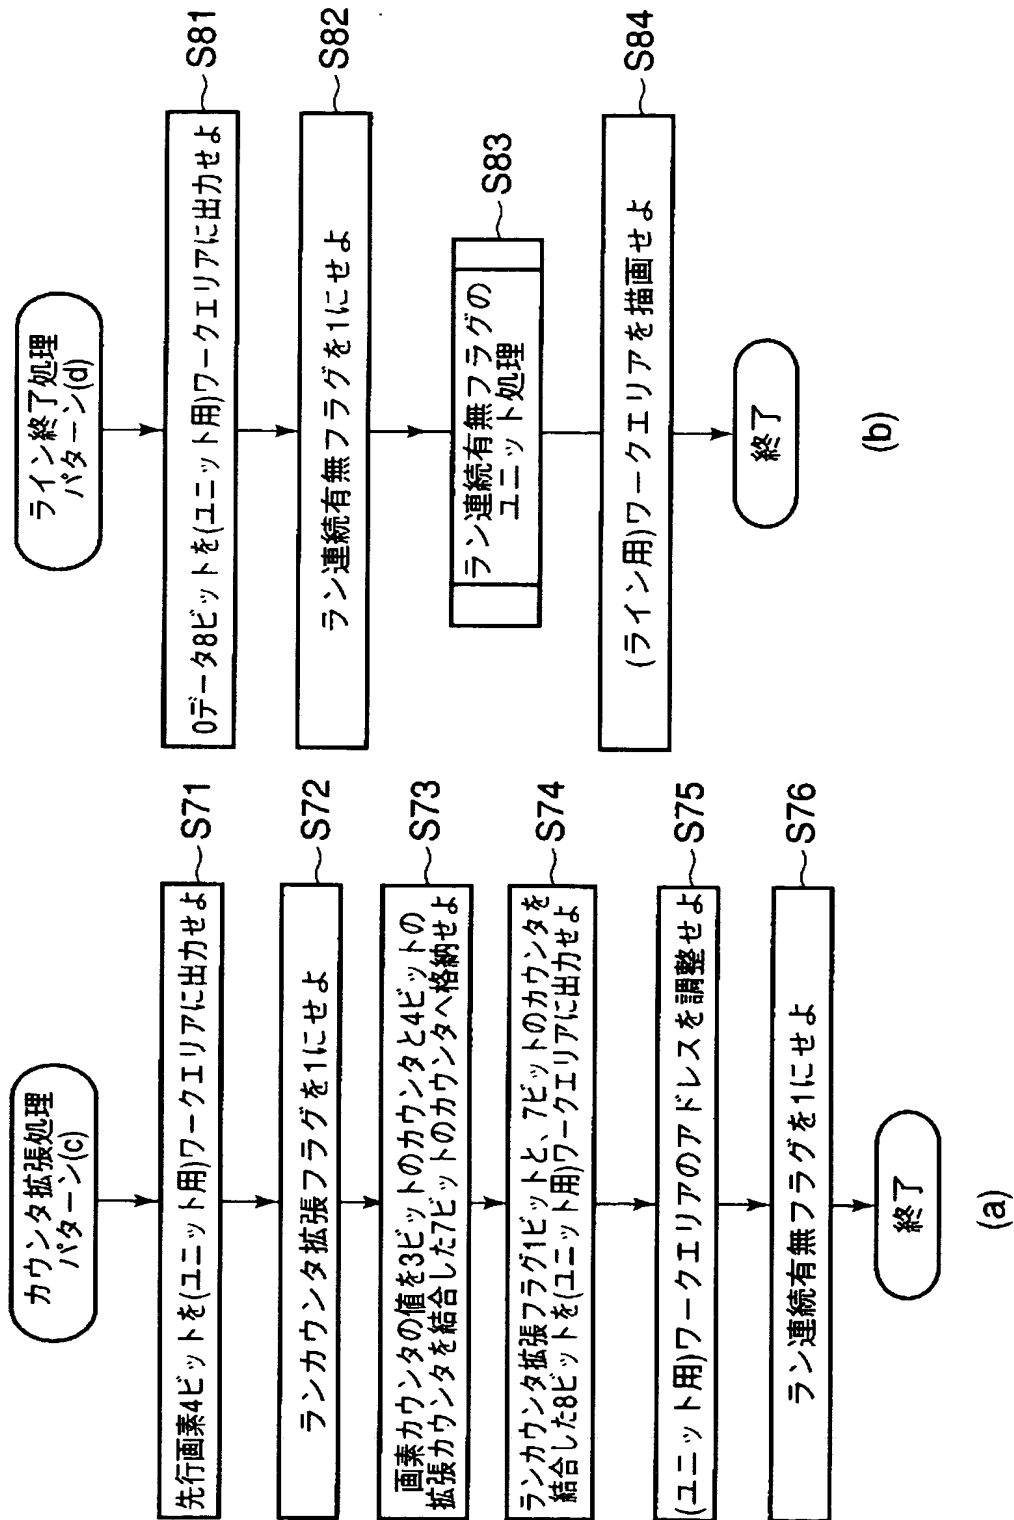 カウンタ拡張処理
パターン(c)
先行画素4ビットを(ユニット用)ワークエリアに出力せよ
S71
ランカウンタ拡張フラグを1にせよ
S72
画素カウンタの値を3ビットのカウンタと4ビットの
拡張カウンタを結合した7ビットのカウンタへ格納せよ
S73
ランカウンタ拡張フラグ1ビットと、7ビットのカウンタを
結合した8ビットを(ユニット用)ワークエリアに出力せよ
S74
(ユニット用)ワークエリアのアドレスを調整せよ
S75
ラン連続有無フラグを1にせよ
S76
終了
(a)
ライン終了処理
パターン(d)
0データ8ビットを(ユニット用)ワークエリアに出力せよ
S81
ラン連続有無フラグを1にせよ
S82
ラン連続有無フラグの
ユニット処理
S83
(ライン用)ワークエリアを描画せよ
S84
終了
(b)